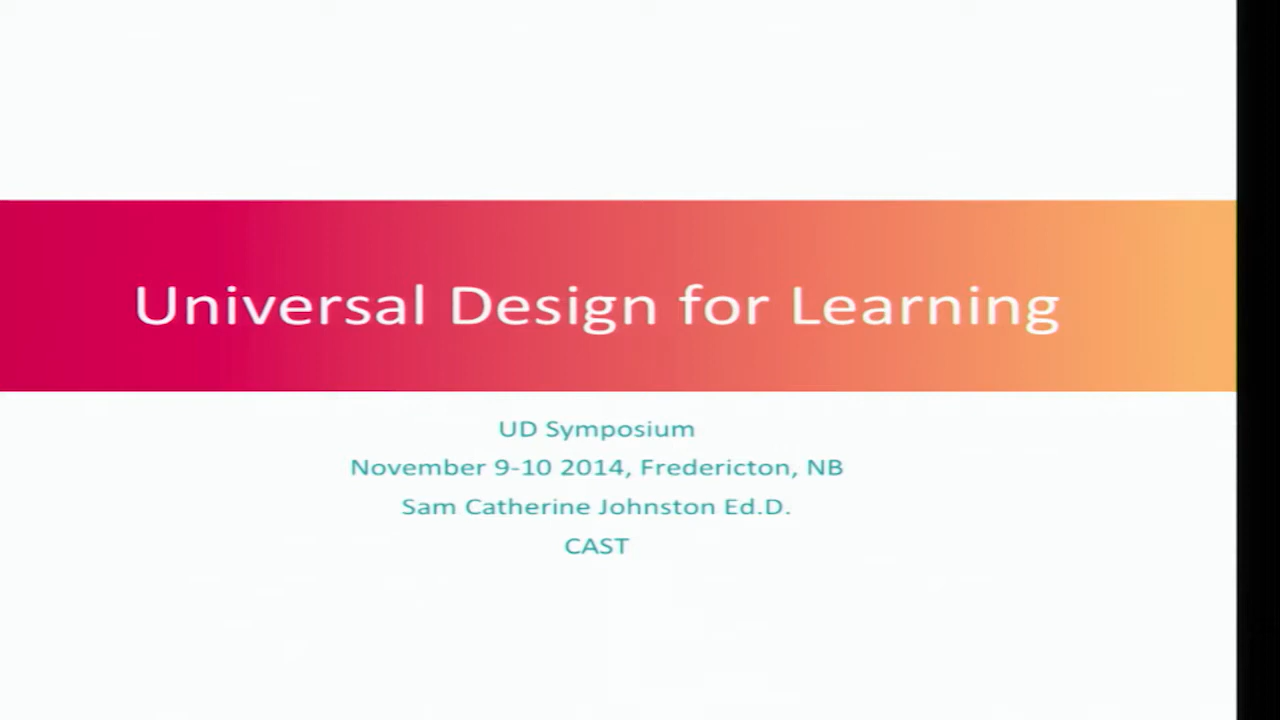 Universal Design for Learning
UD Symposium
November 9-10 2014, Fredericton, NB
Sam Catherine Johnston Ed.D.
CAST